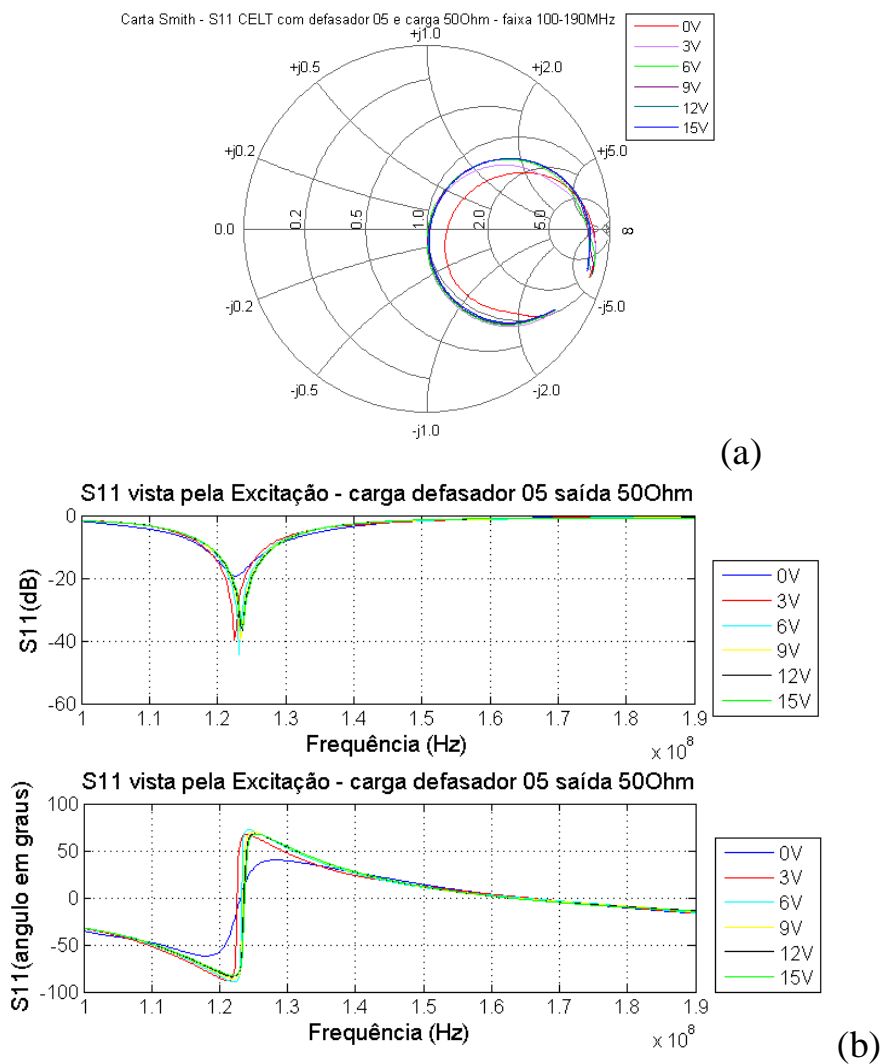 Carta Smith - S11 CELT com defasador 05 e carga 50Ohm - faixa 100-190MHz
0V
3V
6V
9V
12V
15V
+j1.0
+j0.5
+j2.0
+j0.2
+j5.0
0.0
0.2
0.5
1.0
2.0
5.0
∞
-j0.2
-j5.0
-j0.5
-j2.0
-j1.0
(a)
S11 vista pela Excitação - carga defasador 05 saída 50Ohm
S11(dB)
0
-20
-40
-60
1 1.1 1.2 1.3 1.4 1.5 1.6 1.7 1.8 1.9
x 10^8
Frequência (Hz)
0V
3V
6V
9V
12V
15V
S11 vista pela Excitação - carga defasador 05 saída 50Ohm
S11(angulo em graus)
100
50
0
-50
-100
1 1.1 1.2 1.3 1.4 1.5 1.6 1.7 1.8 1.9
x 10^8
Frequência (Hz)
0V
3V
6V
9V
12V
15V
(b)